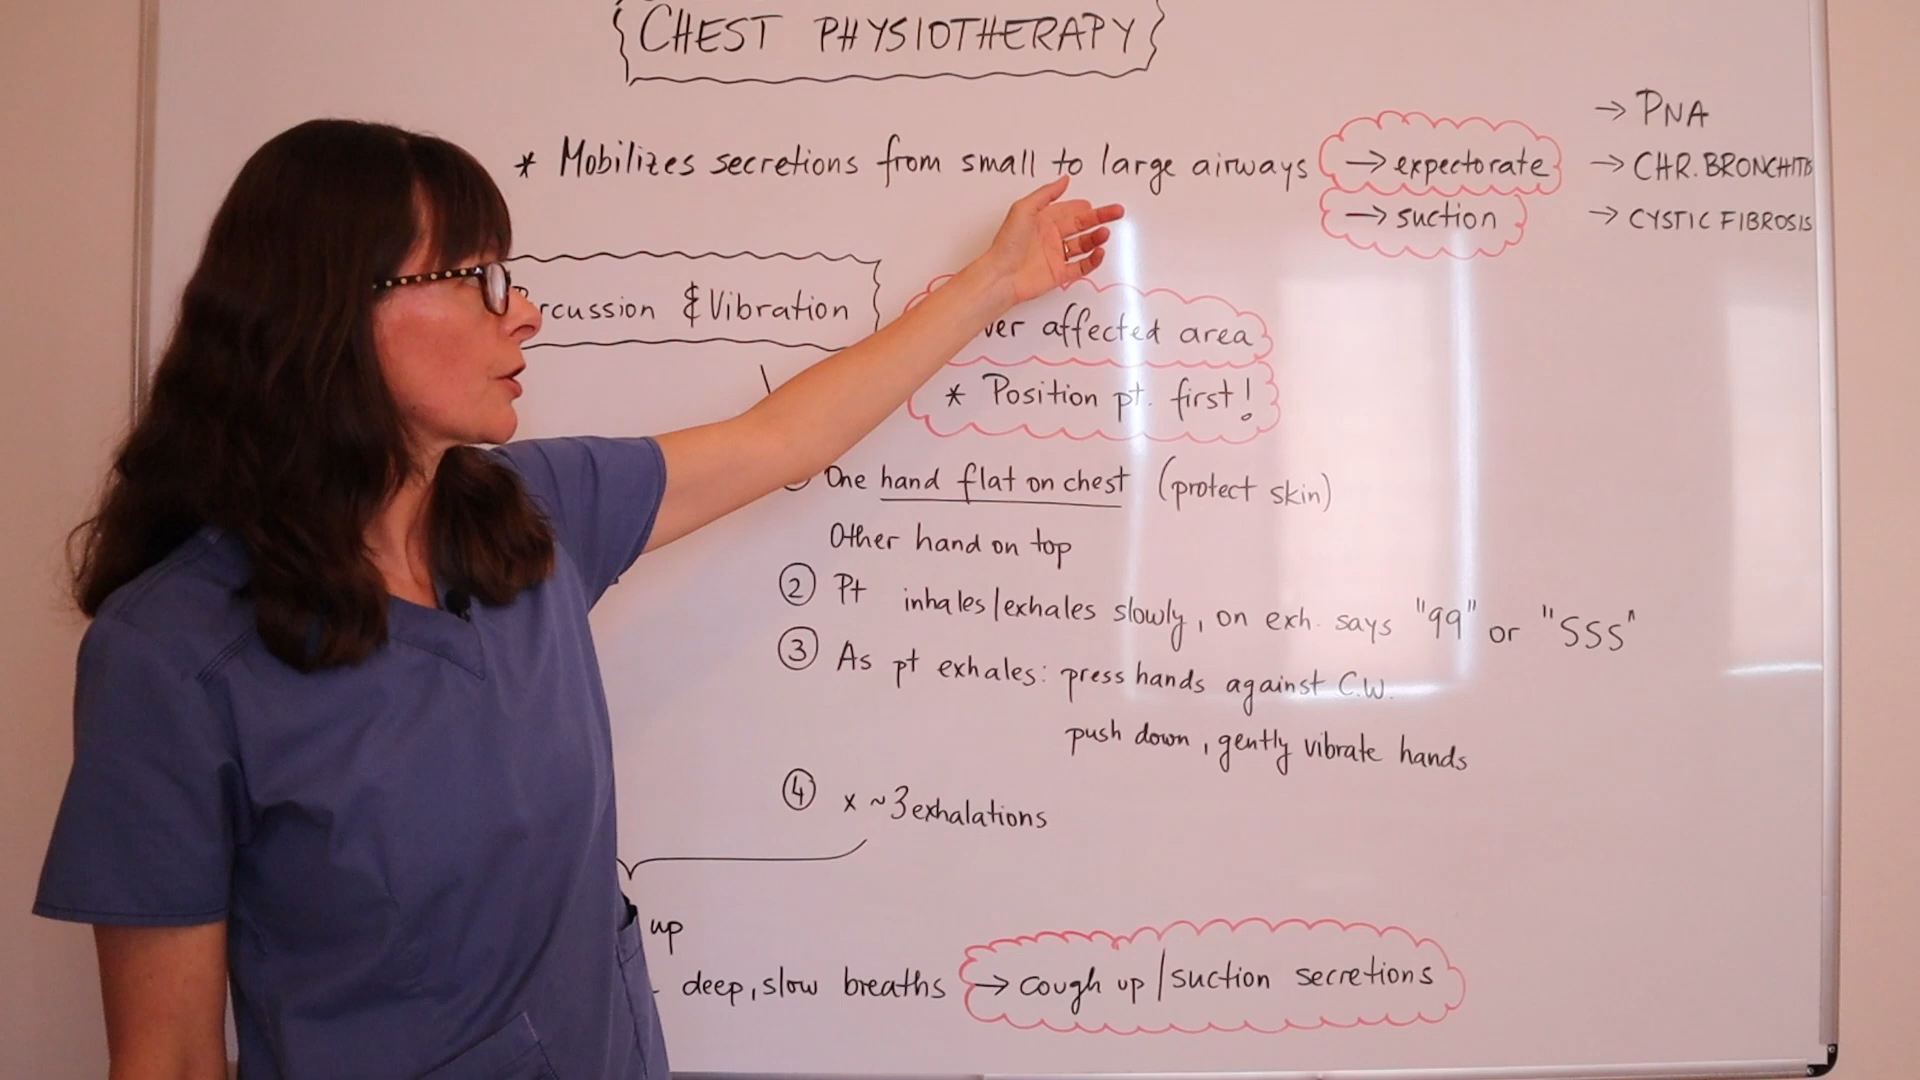 CHEST PHYSIOTHERAPY
* Mobilizes secretions from small to large airways → expectorate
→ suction
→ PNA
→ CHR. BRONCHITIS
→ CYSTIC FIBROSIS
& Vibration
affected area
* Position pt. first!
One hand flat on chest (protect skin)
Other hand on top
② Pt inhales/exhales slowly, on exh. says "99" or "SSS"
③ As pt exhales: press hands against C.W.
push down, gently vibrate hands
④ x ~3 exhalations
up
deep, slow breaths → cough up/suction secretions